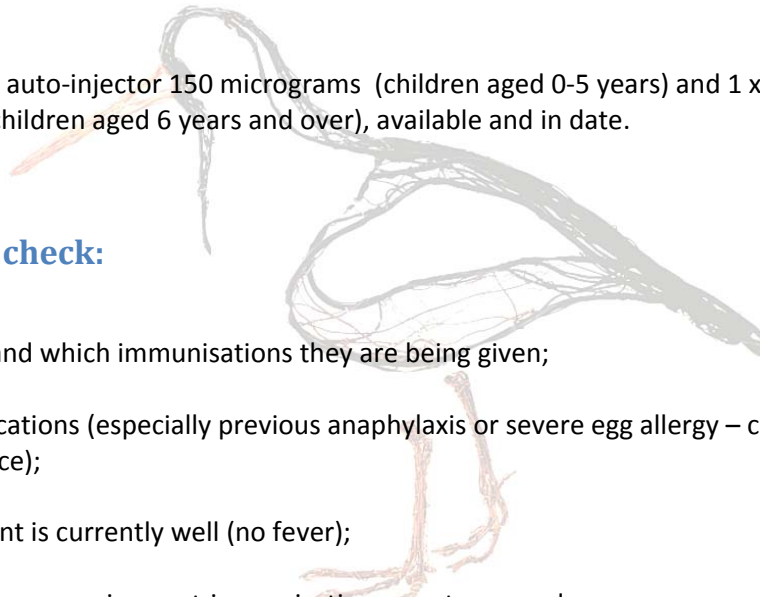 auto-injector 150 micrograms  (children aged 0-5 years) and 1 x
children aged 6 years and over), available and in date.
check:
and which immunisations they are being given;
cations (especially previous anaphylaxis or severe egg allergy – c
ce);
nt is currently well (no fever);